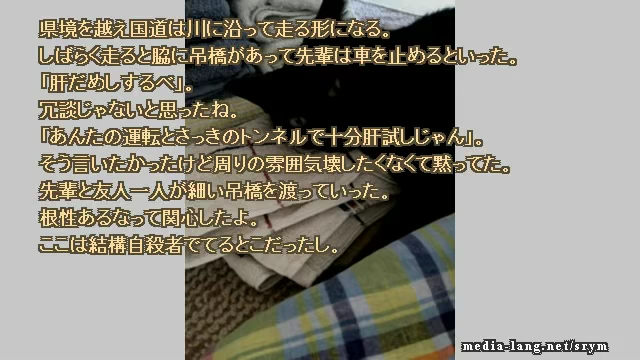 県境を越え国道は川に沿って走る形になる。
しばらく走ると脇に吊橋があって先輩は車を止めるといった。
「肝だめしするべ」。
冗談じゃないと思ったね。
「あんたの運転とさっきのトンネルで十分肝試しじゃん」。
そう言いたかったけど周りの雰囲気壊したくなくて黙ってた。
先輩と友人一人が細い吊橋を渡っていった。
根性あるなって関心したよ。
ここは結構自殺者でてるとこだったし。
media-lang.net/srym